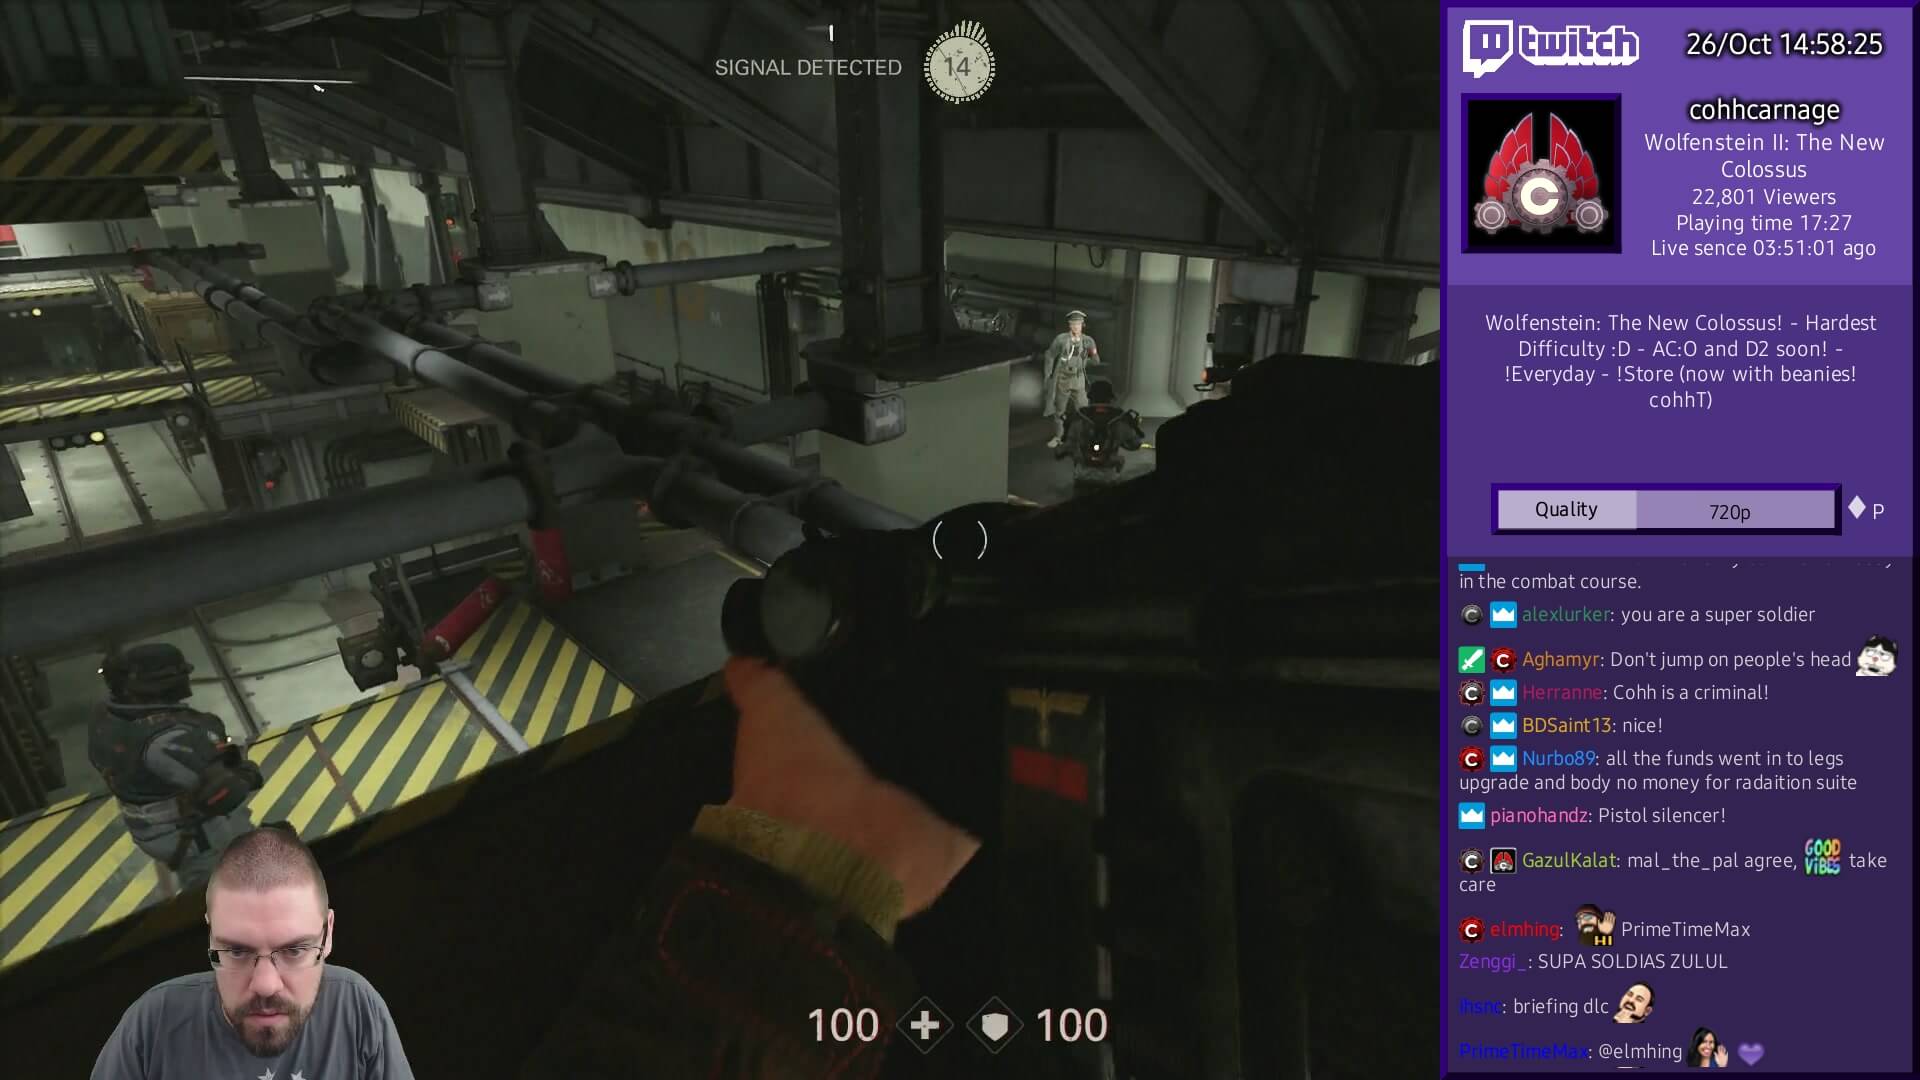 SIGNAL DETECTED 14
100 100
twitch 26/Oct 14:58:25
cohhcarnage
Wolfenstein II: The New
Colossus
22,801 Viewers
Playing time 17:27
Live sence 03:51:01 ago
Wolfenstein: The New Colossus! - Hardest
Difficulty :D - AC:O and D2 soon! -
!Everyday - !Store (now with beanies!
cohhT)
Quality 720p P
in the combat course.
alexlurker: you are a super soldier
Aghamyr: Don't jump on people's head
Herranne: Cohh is a criminal!
BDSaint13: nice!
Nurbo89: all the funds went in to legs
upgrade and body no money for radaition suite
pianohandz: Pistol silencer!
GazulKalat: mal_the_pal agree, GOOD VIBES take
care
elmhing: HI PrimeTimeMax
Zenggi_: SUPA SOLDIAS ZULUL
ihsnc: briefing dlc
PrimeTimeMax: @elmhing